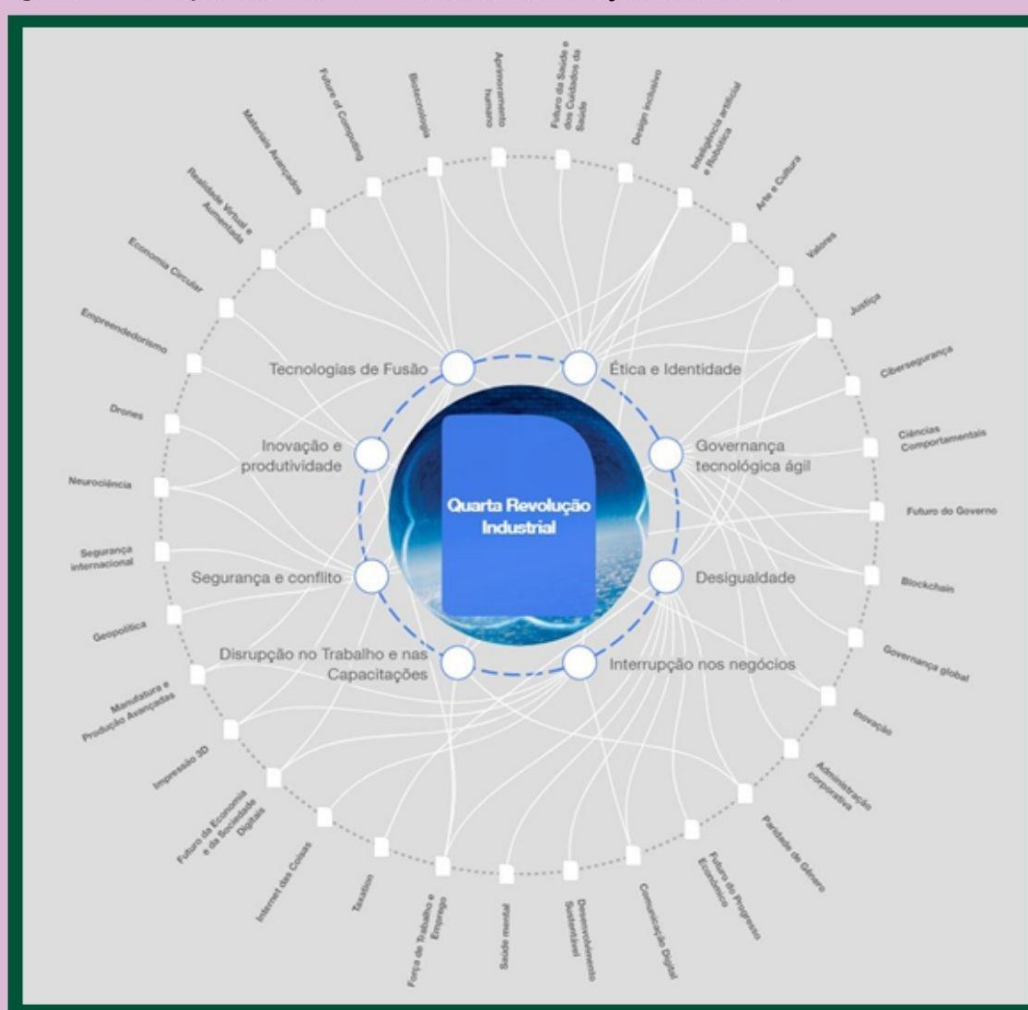 Quarta Revolução
Industrial
Tecnologias de Fusão
Ética e Identidade
Inovação e
produtividade
Governança
tecnológica ágil
Segurança e conflito
Desigualdade
Disrupção no Trabalho e nas
Capacitações
Interrupção nos negócios
Aprimoramento
humano
Futuro da Saúde e
dos Cuidados da
Saúde
Design inclusivo
Inteligência artificial
e Robótica
Arte e Cultura
Valores
Justiça
Cibersegurança
Ciências
Comportamentais
Futuro do Governo
Blockchain
Governança global
Inovação
Administração
corporativa
Paridade de Gênero
Futuro do Progresso
Econômico
Comunicação Digital
Desenvolvimento
Sustentável
Saúde mental
Força de Trabalho e
Emprego
Taxation
Internet das Coisas
Futuro da Economia
e da Sociedade
Digitais
Impressão 3D
Manufatura e
Produção Avançadas
Geopolítica
Segurança
internacional
Neurociência
Drones
Empreendedorismo
Economia Circular
Realidade Virtual e
Aumentada
Materiais Avançados
Future of Computing
Biotecnologia